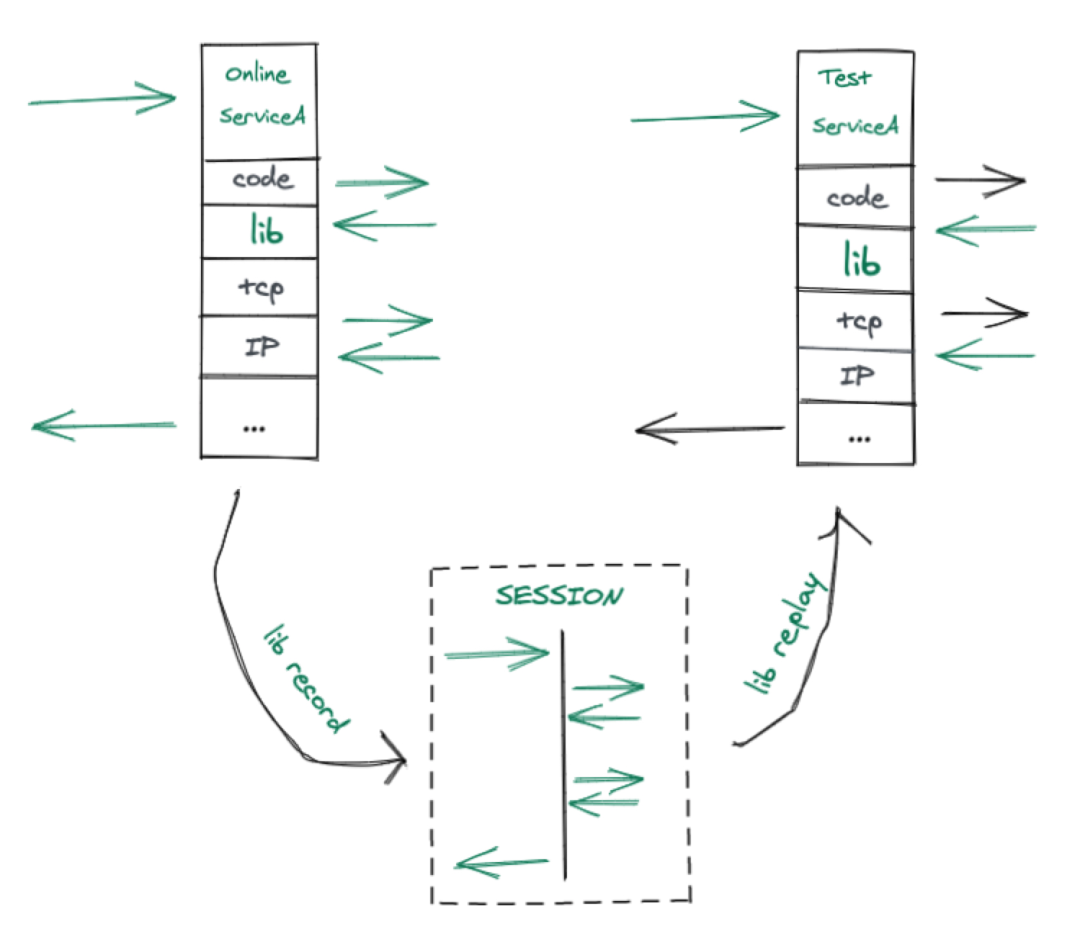 Online
ServiceA
code
lib
tcp
IP
...
Test
ServiceA
code
lib
tcp
IP
...
lib record
SESSION
lib replay